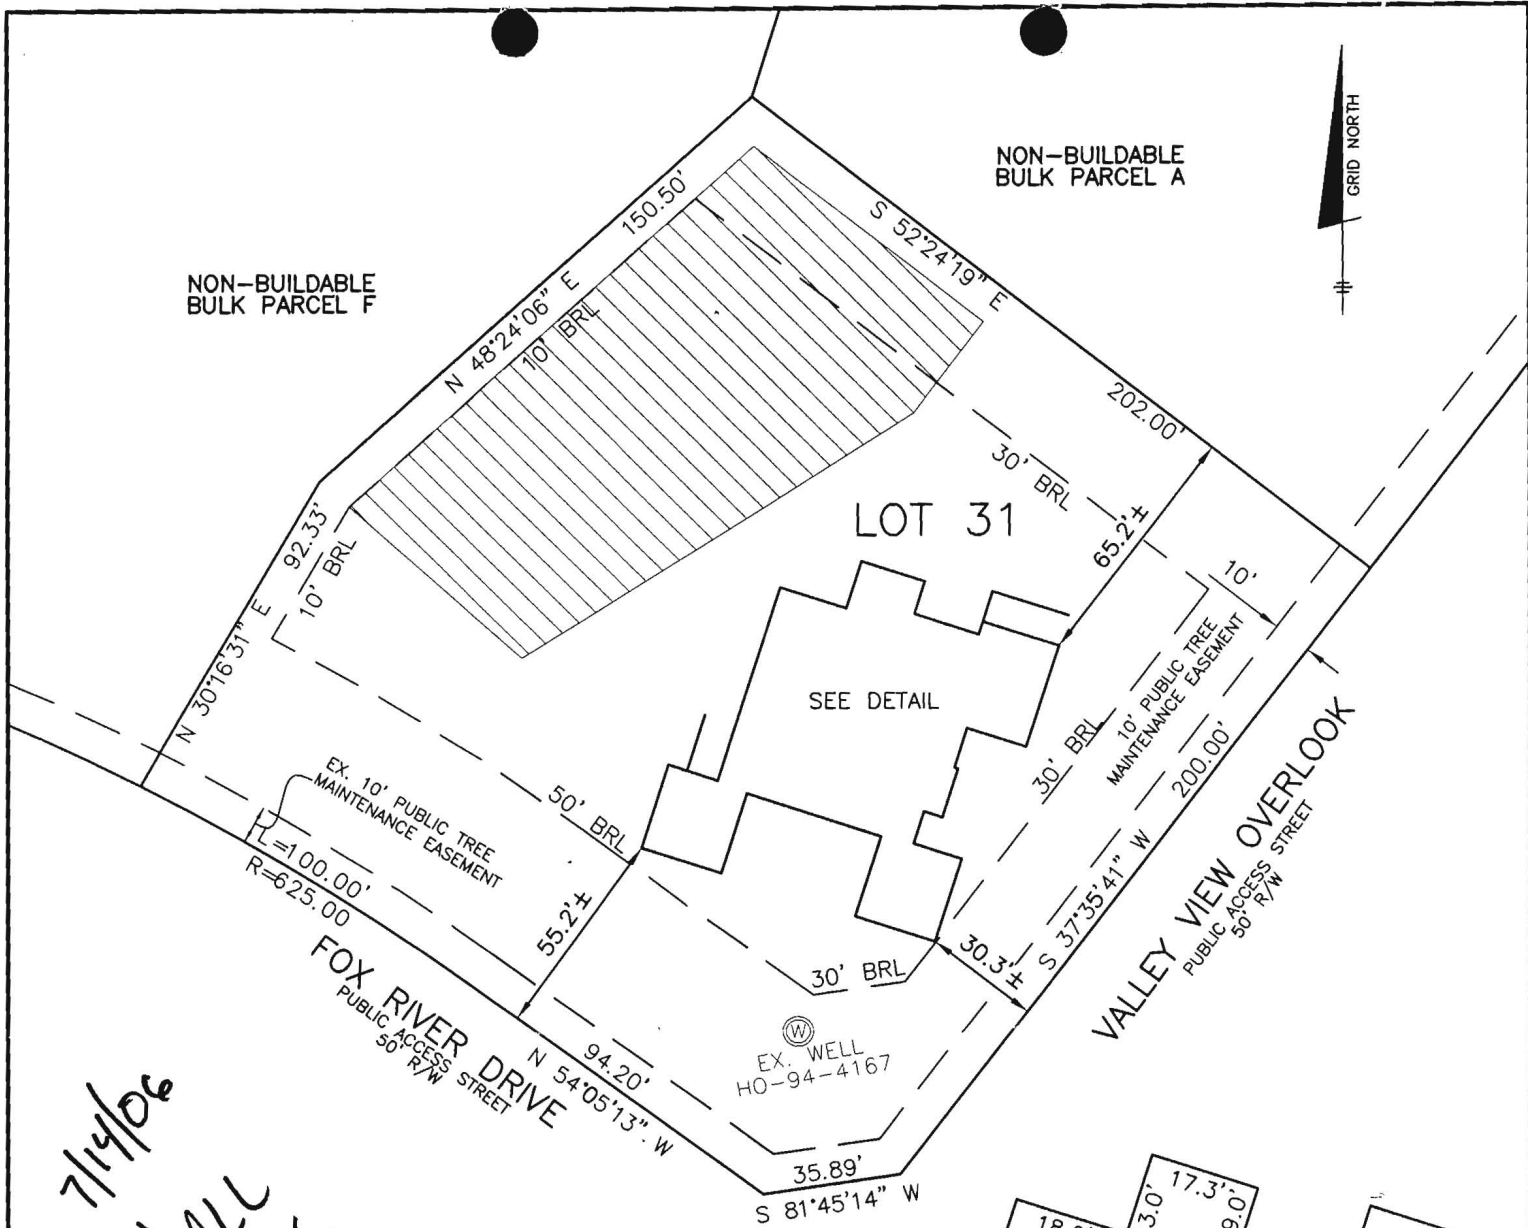 NON-BUILDABLE
BULK PARCEL A
GRID NORTH
NON-BUILDABLE
BULK PARCEL F
N 48°24'06" E
150.50'
10' BRL
S 52°24'19" E
202.00'
30' BRL
92.33'
10' BRL
N 30°16'31" E
LOT 31
65.2'±
10'
10' PUBLIC TREE
MAINTENANCE EASEMENT
SEE DETAIL
30' BRL
200.00'
S 37°35'41" W
VALLEY VIEW OVERLOOK
PUBLIC ACCESS STREET
50' R/W
EX. 10' PUBLIC TREE
MAINTENANCE EASEMENT
50' BRL
L=100.00'
R=625.00
55.2'±
30.3'±
30' BRL
FOX RIVER DRIVE
PUBLIC ACCESS STREET
50' R/W
W
EX. WELL
HO-94-4167
94.20'
N 54°05'13" W
35.89'
S 81°45'14" W
7/14/06
17.3'